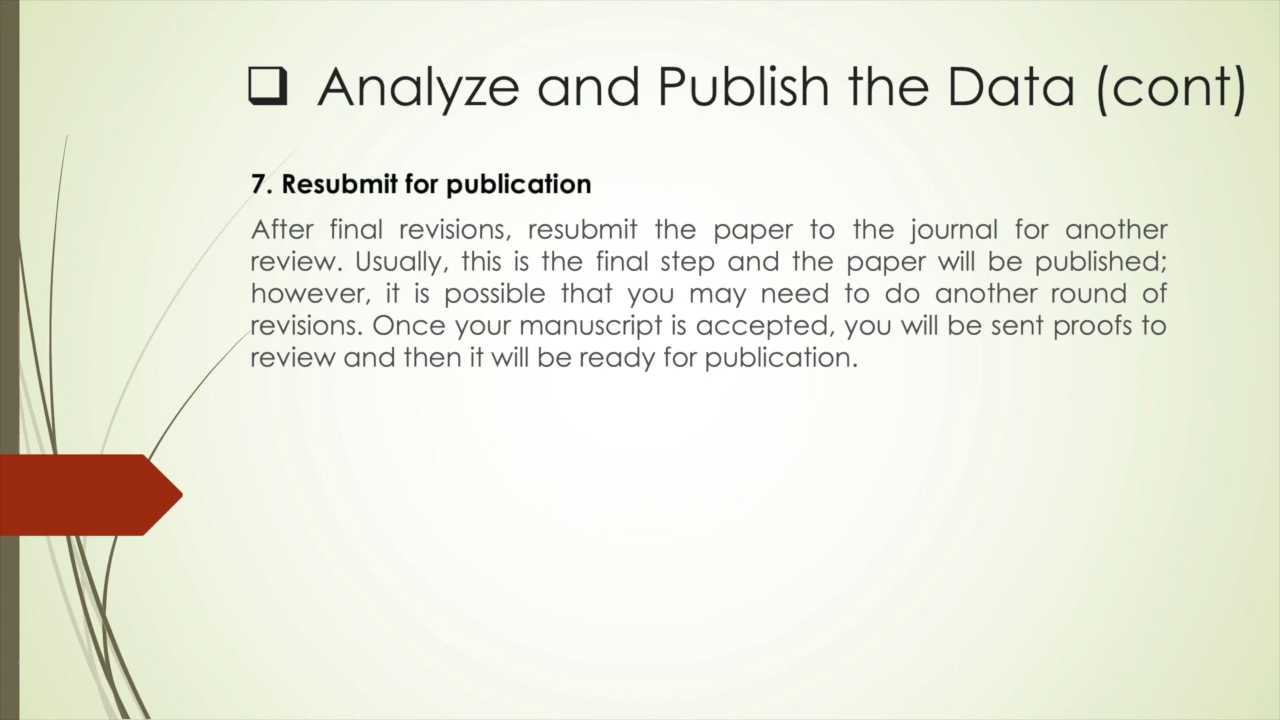 ❑ Analyze and Publish the Data (cont)
7. Resubmit for publication
After final revisions, resubmit the paper to the journal for another
review. Usually, this is the final step and the paper will be published;
however, it is possible that you may need to do another round of
revisions. Once your manuscript is accepted, you will be sent proofs to
review and then it will be ready for publication.